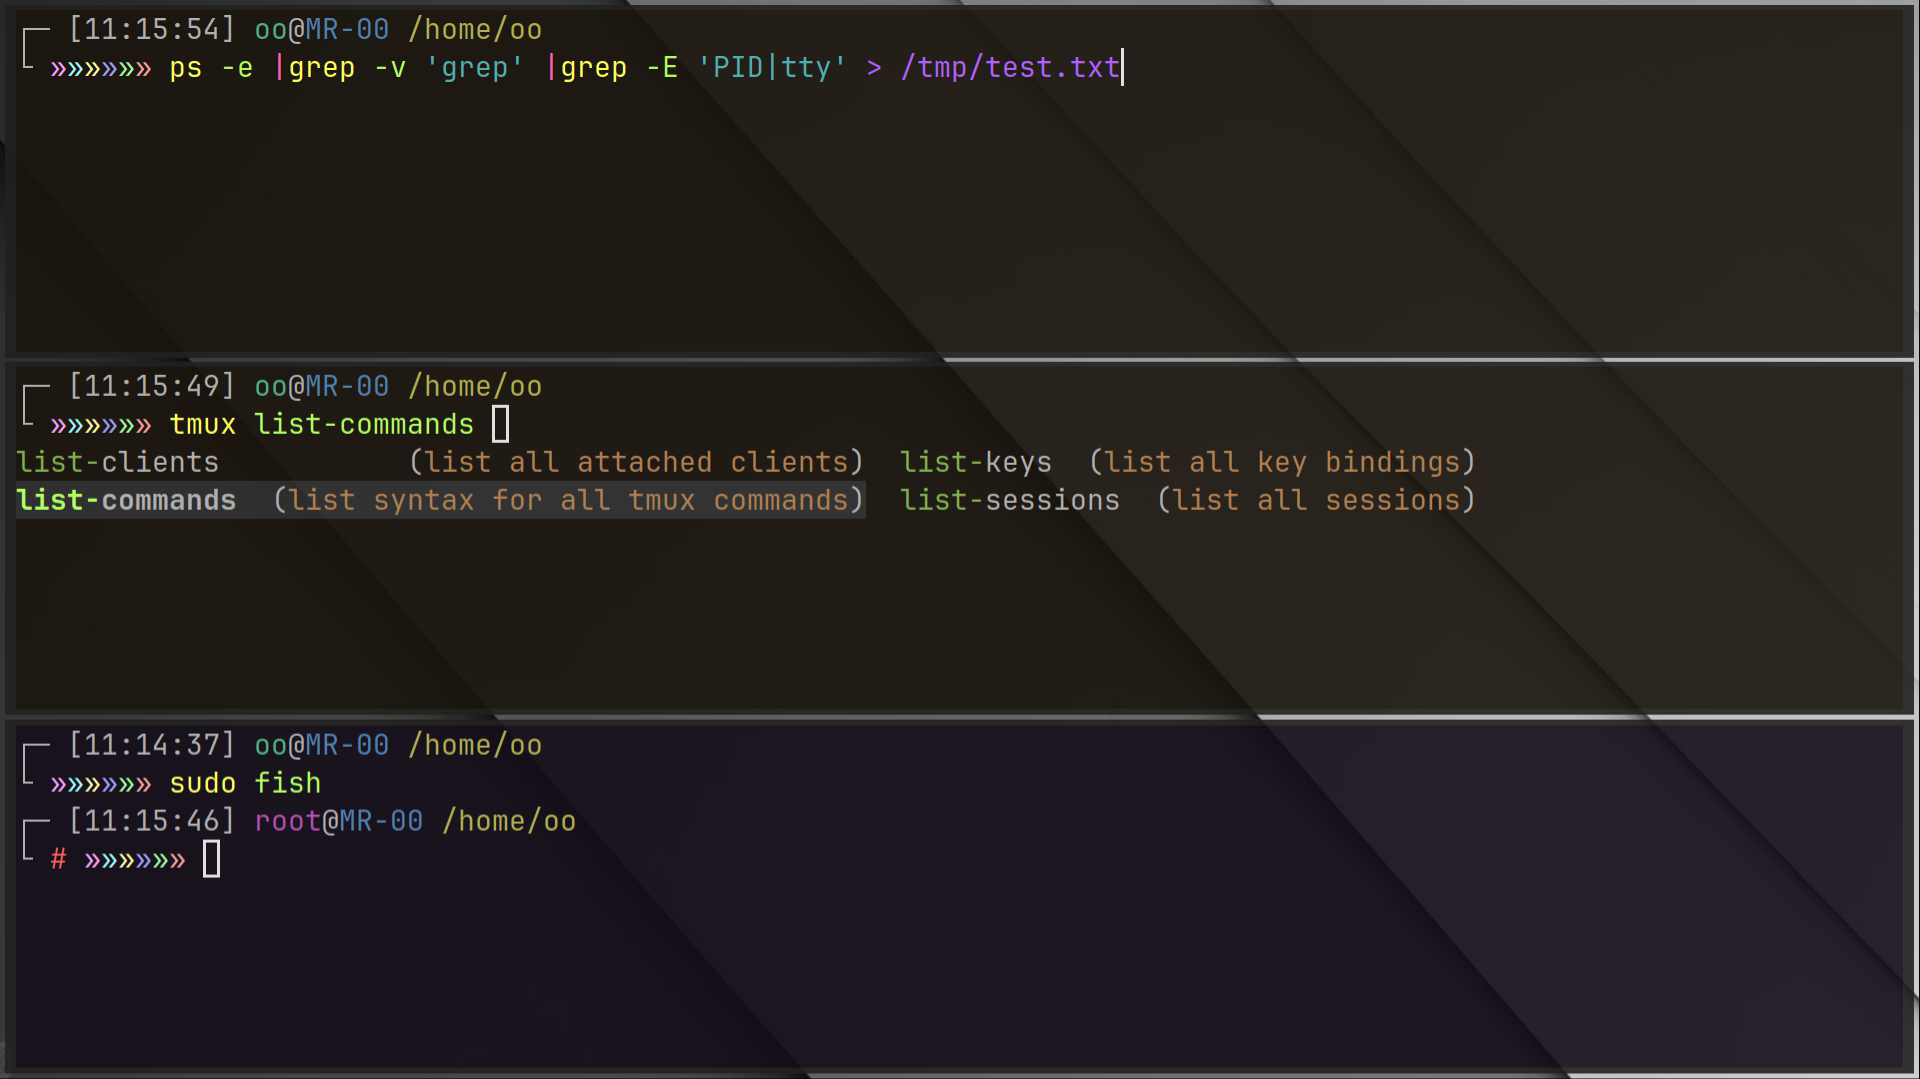 ┌── [11:15:54] oo@MR-00 /home/oo
└ »»»»»» ps -e |grep -v 'grep' |grep -E 'PID|tty' > /tmp/test.txt
┌── [11:15:49] oo@MR-00 /home/oo
└ »»»»»» tmux list-commands
list-clients (list all attached clients) list-keys (list all key bindings)
list-commands (list syntax for all tmux commands) list-sessions (list all sessions)
┌── [11:14:37] oo@MR-00 /home/oo
└ »»»»»» sudo fish
┌── [11:15:46] root@MR-00 /home/oo
└ # »»»»»»